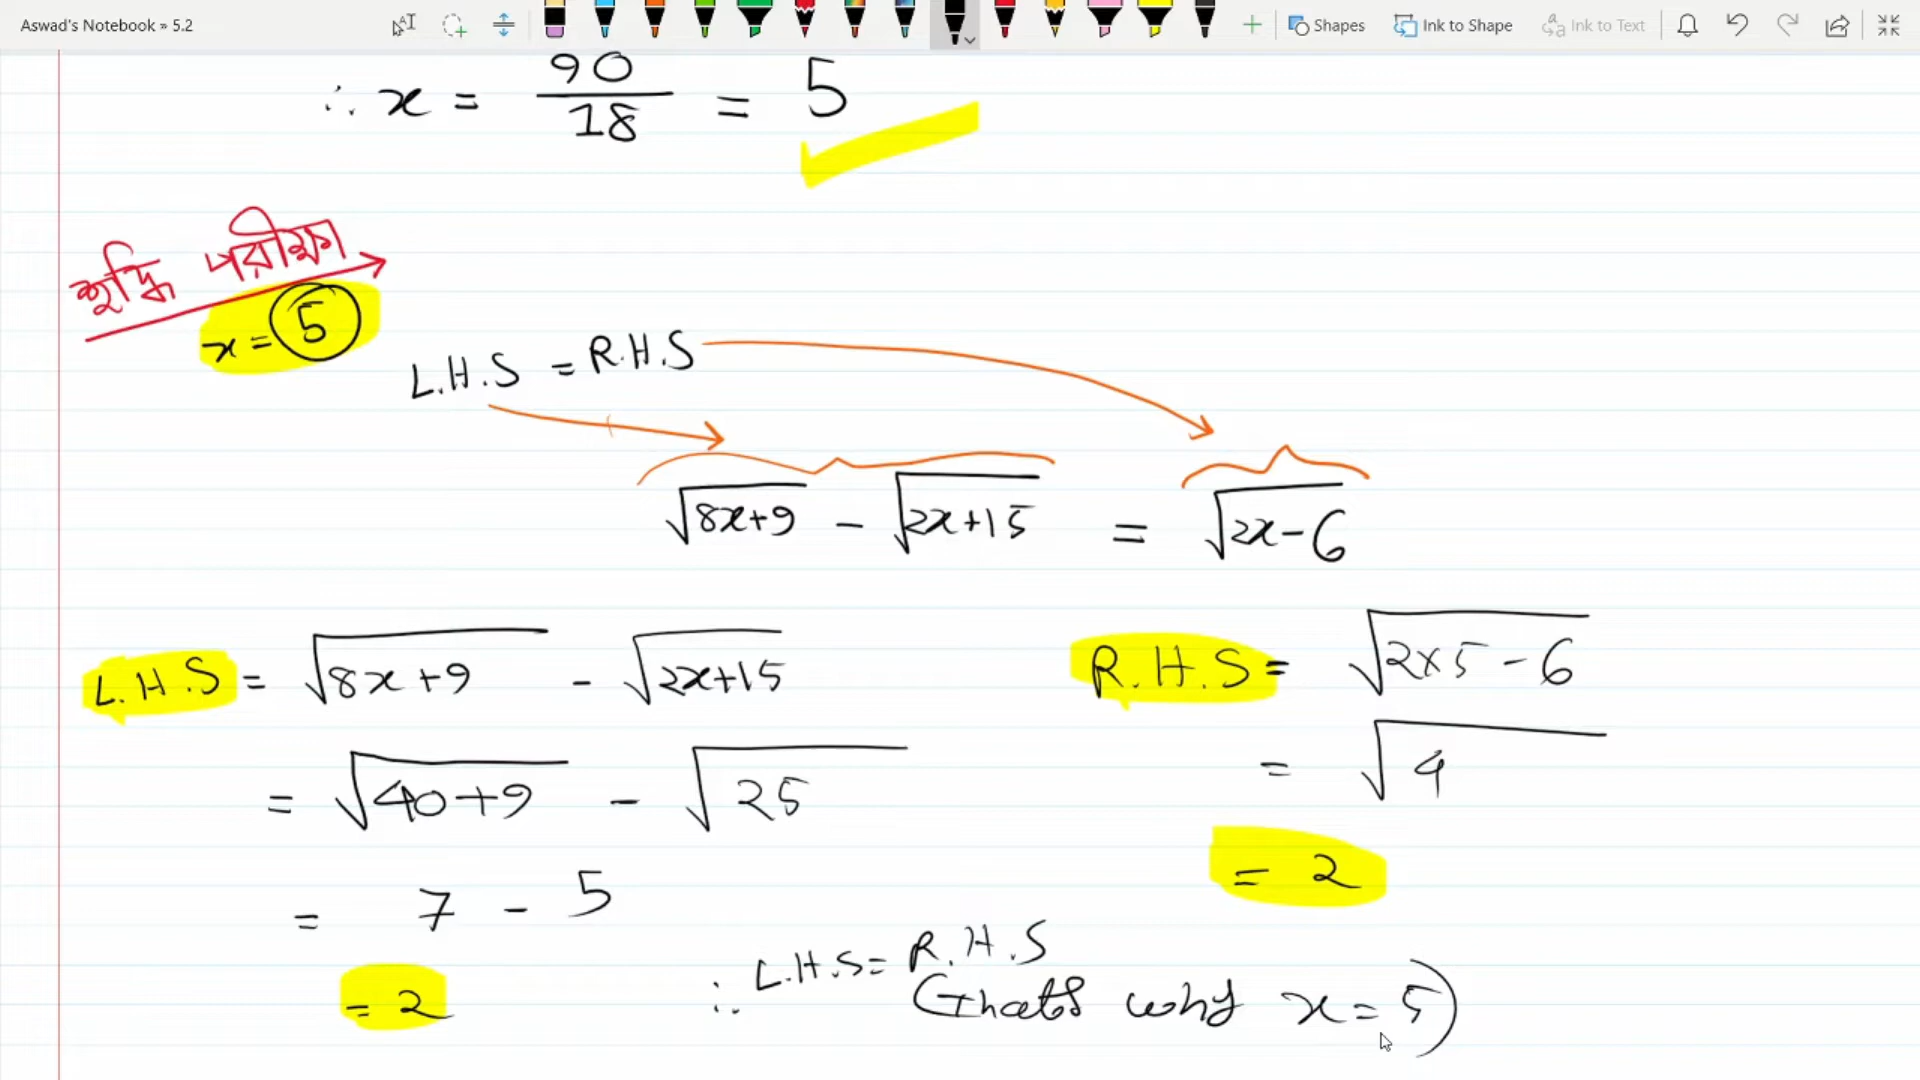 Aswad's Notebook » 5.2
Shapes
Ink to Shape
Ink to Text
∴ x = 90/18 = 5
শুদ্ধি পরীক্ষা
x = 5
L.H.S = R.H.S
√(8x+9) - √(2x+15) = √(2x-6)
L.H.S = √(8x+9) - √(2x+15)
= √(40+9) - √25
= 7 - 5
= 2
R.H.S = √(2×5-6)
= √4
= 2
∴ L.H.S = R.H.S
(thats why x = 5)